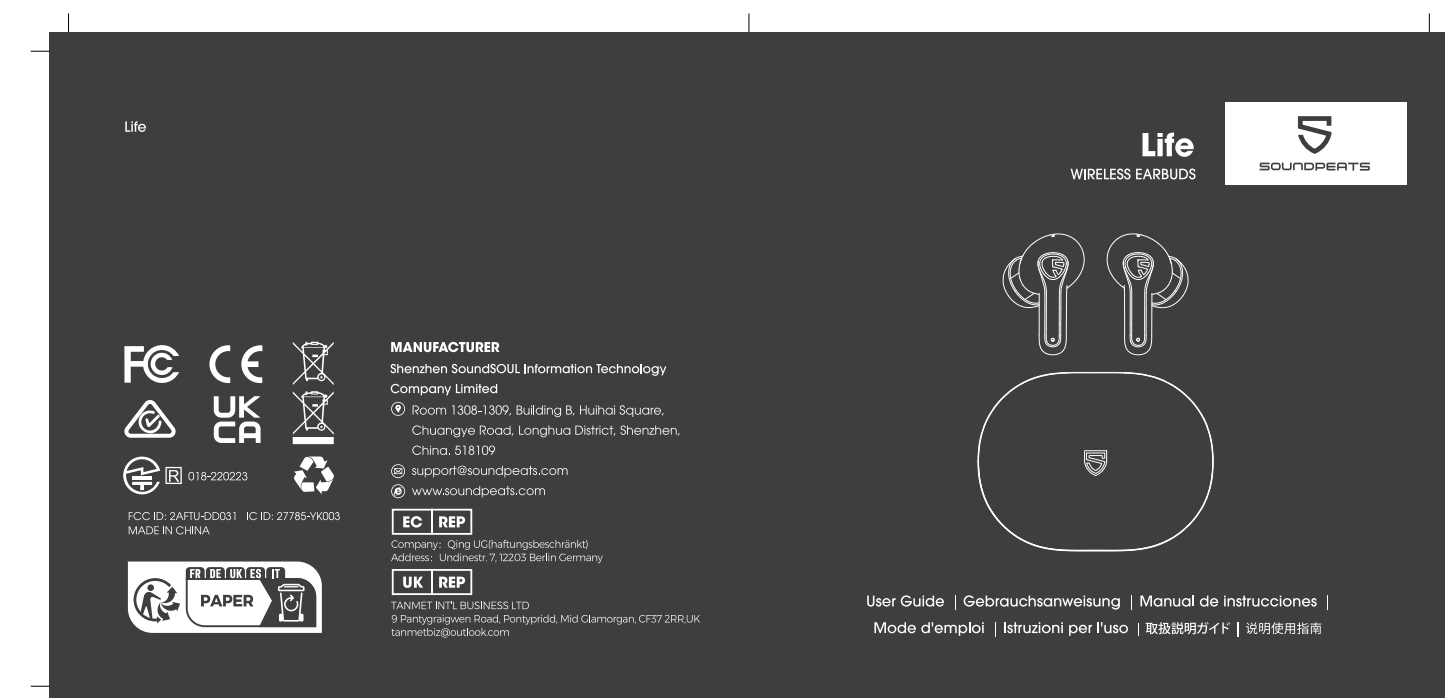 Life
FC CE
UK
CA
R 018-220223
FCC ID: 2AFTU-DD031 IC ID: 27785-YK003
MADE IN CHINA
FR DE UK ES IT
PAPER
MANUFACTURER
Shenzhen SoundSOUL Information Technology
Company Limited
Room 1308-1309, Building B, Huihai Square,
Chuangye Road, Longhua District, Shenzhen,
China. 518109
support@soundpeats.com
www.soundpeats.com
EC REP
Company: Qing UG(haftungsbeschränkt)
Address: Undinestr. 7, 12203 Berlin Germany
UK REP
TANMET INT'L BUSINESS LTD
9 Pantygraigwen Road, Pontypridd, Mid Glamorgan, CF37 2RR,UK
tanmetbiz@outlook.com
Life
WIRELESS EARBUDS
SOUNDPEATS
User Guide | Gebrauchsanweisung | Manual de instrucciones |
Mode d'emploi | Istruzioni per l'uso | 取扱説明ガイド | 说明使用指南